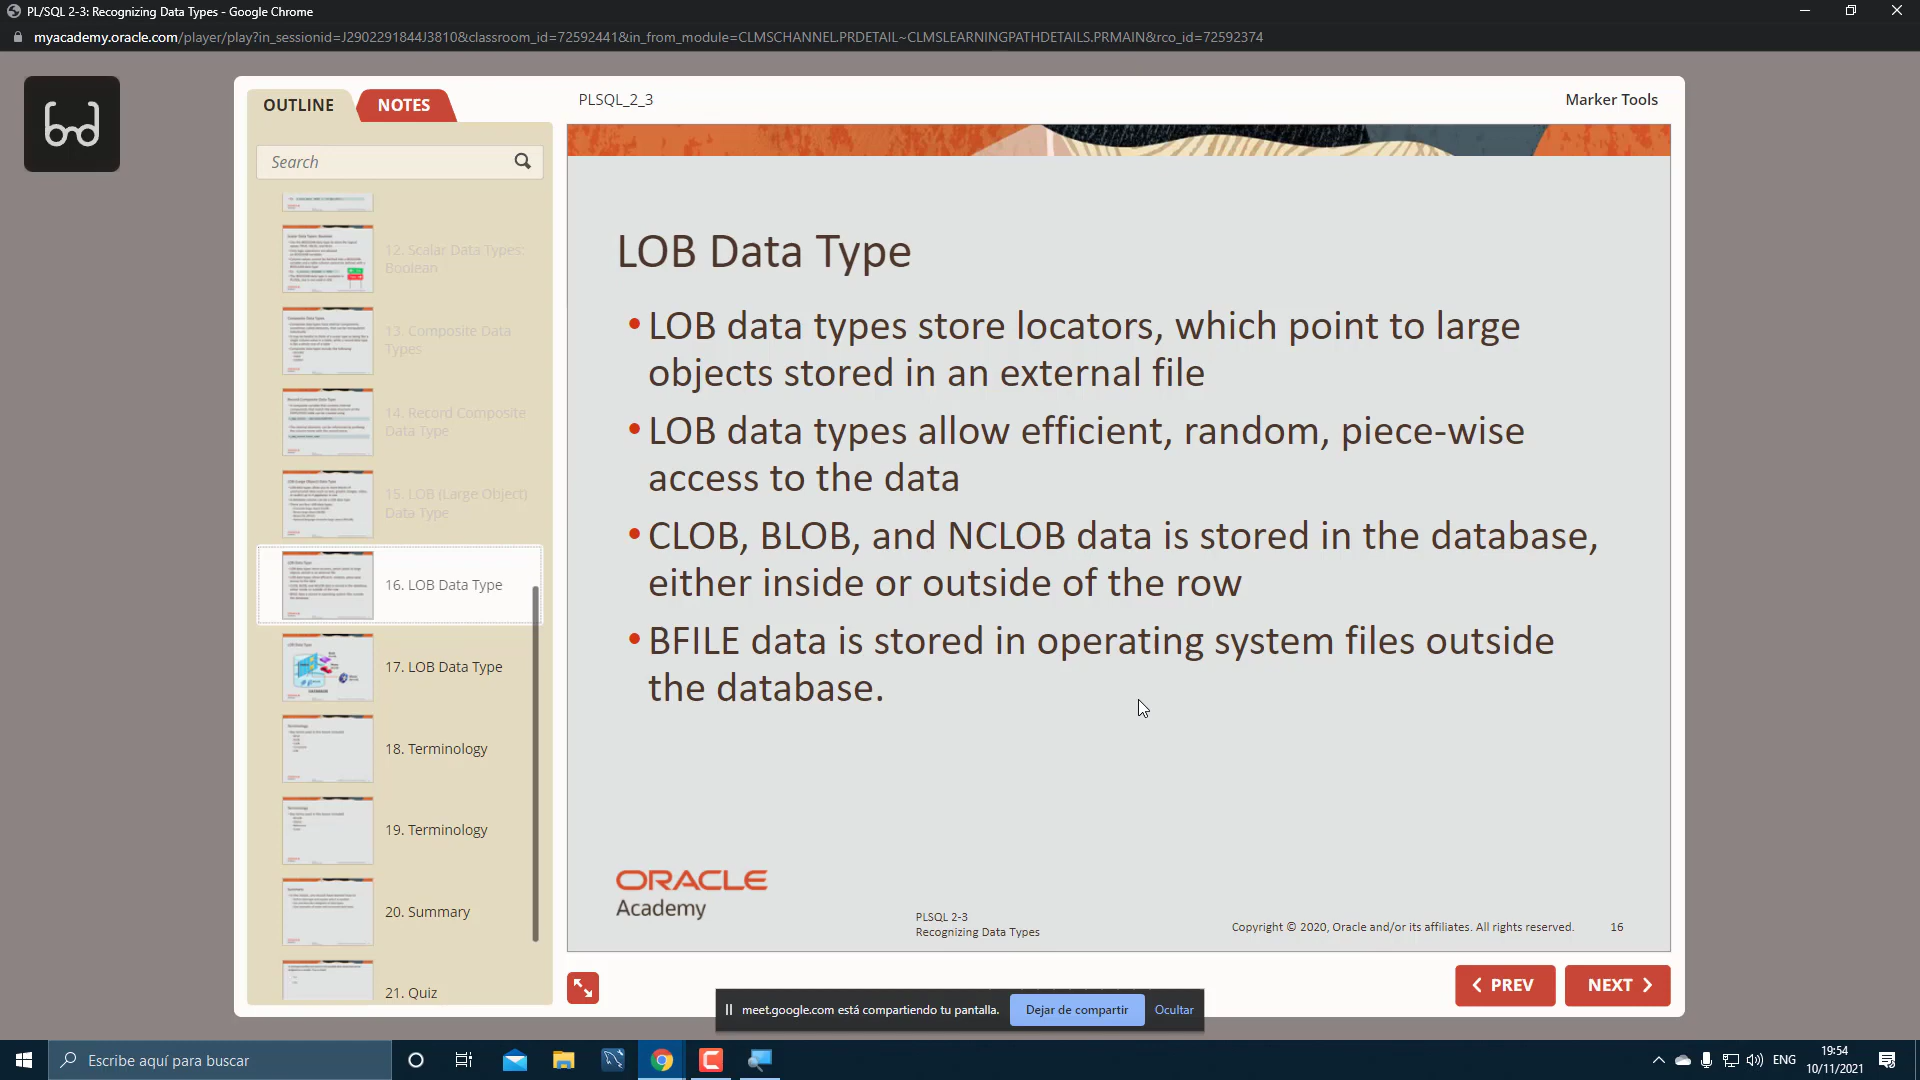 PL/SQL 2-3: Recognizing Data Types - Google Chrome
myacademy.oracle.com/player/play?in_sessionid=J2902291844J3810&classroom_id=72592441&in_from_module=CLMSCHANNEL.PRDETAIL~CLMSLEARNINGPATHDETAILS.PRMAIN&rco_id=72592374
OUTLINE
NOTES
Search
12. Scalar Data Types:
Boolean
13. Composite Data
Types
14. Record Composite
Data Type
15. LOB (Large Object)
Data Type
16. LOB Data Type
17. LOB Data Type
18. Terminology
19. Terminology
20. Summary
21. Quiz
PLSQL_2_3
Marker Tools
LOB Data Type
•LOB data types store locators, which point to large
objects stored in an external file
•LOB data types allow efficient, random, piece-wise
access to the data
•CLOB, BLOB, and NCLOB data is stored in the database,
either inside or outside of the row
•BFILE data is stored in operating system files outside
the database.
ORACLE
Academy
PLSQL 2-3
Recognizing Data Types
Copyright © 2020, Oracle and/or its affiliates. All rights reserved.
16
PREV
NEXT
meet.google.com está compartiendo tu pantalla.
Dejar de compartir
Ocultar
Escribe aquí para buscar
ENG
19:54
10/11/2021